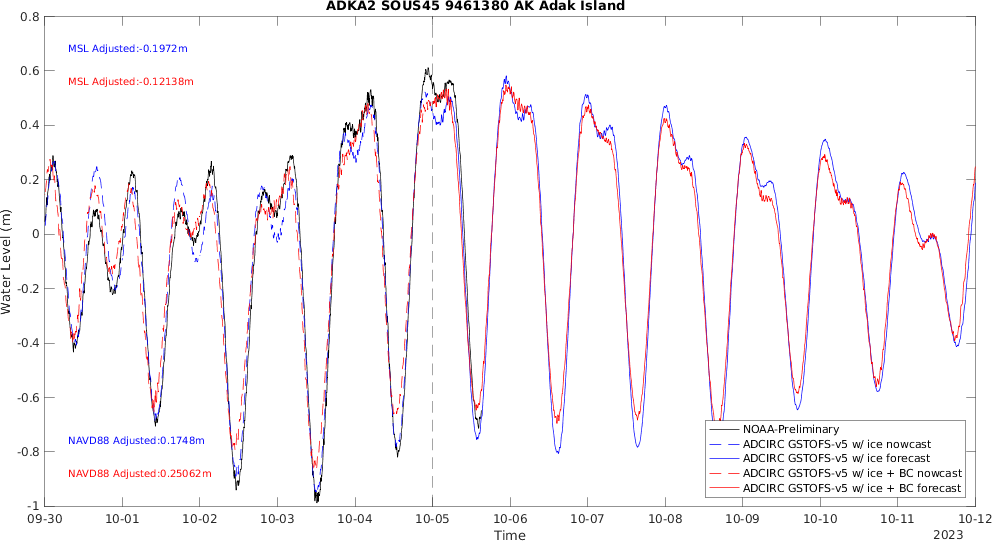 ADKA2 SOUS45 9461380 AK Adak Island
0.8
0.6
0.4
0.2
0
-0.2
-0.4
-0.6
-0.8
-1
Water Level (m)
MSL Adjusted:-0.1972m
MSL Adjusted:-0.12138m
NAVD88 Adjusted:0.1748m
NAVD88 Adjusted:0.25062m
NOAA-Preliminary
ADCIRC GSTOFS-v5 w/ ice nowcast
ADCIRC GSTOFS-v5 w/ ice forecast
ADCIRC GSTOFS-v5 w/ ice + BC nowcast
ADCIRC GSTOFS-v5 w/ ice + BC forecast
09-30 10-01 10-02 10-03 10-04 10-05 10-06 10-07 10-08 10-09 10-10 10-11 10-12
Time
2023